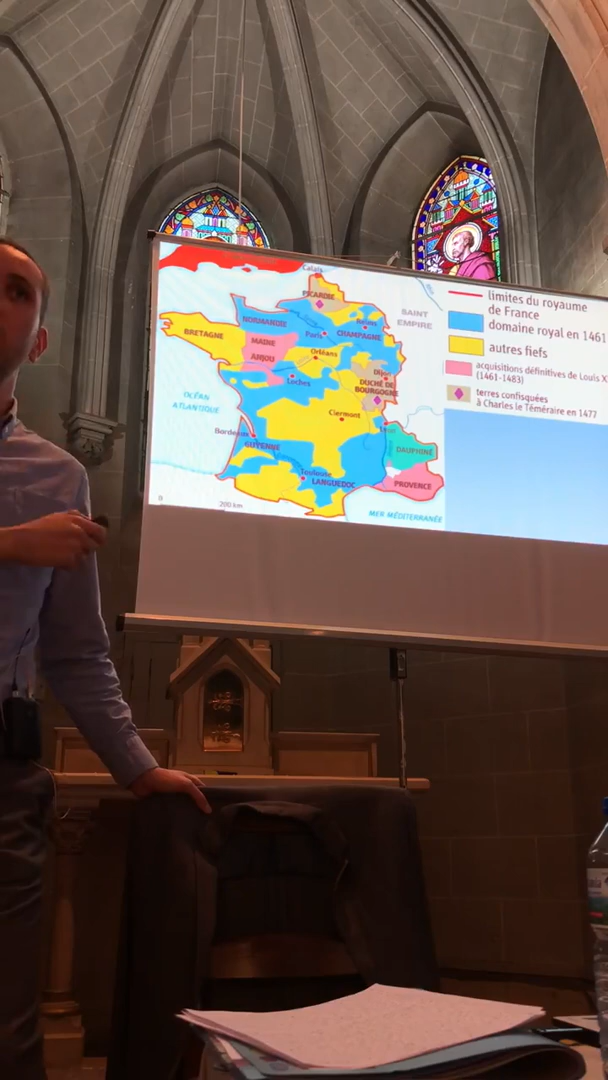 Calais
PICARDIE
SAINT
EMPIRE
NORMANDIE
Reims
BRETAGNE
Paris
CHAMPAGNE
MAINE
Orléans
ANJOU
Dijon
Loches
DUCHÉ DE
BOURGOGNE
OCÉAN
ATLANTIQUE
Clermont
Bordeaux
Lyon
GUYENNE
DAUPHINÉ
Toulouse
LANGUEDOC
PROVENCE
200 km
MER MÉDITERRANÉE
limites du royaume
de France
domaine royal en 1461
autres fiefs
acquisitions définitives de Louis X
(1461-1483)
terres confisquées
à Charles le Téméraire en 1477